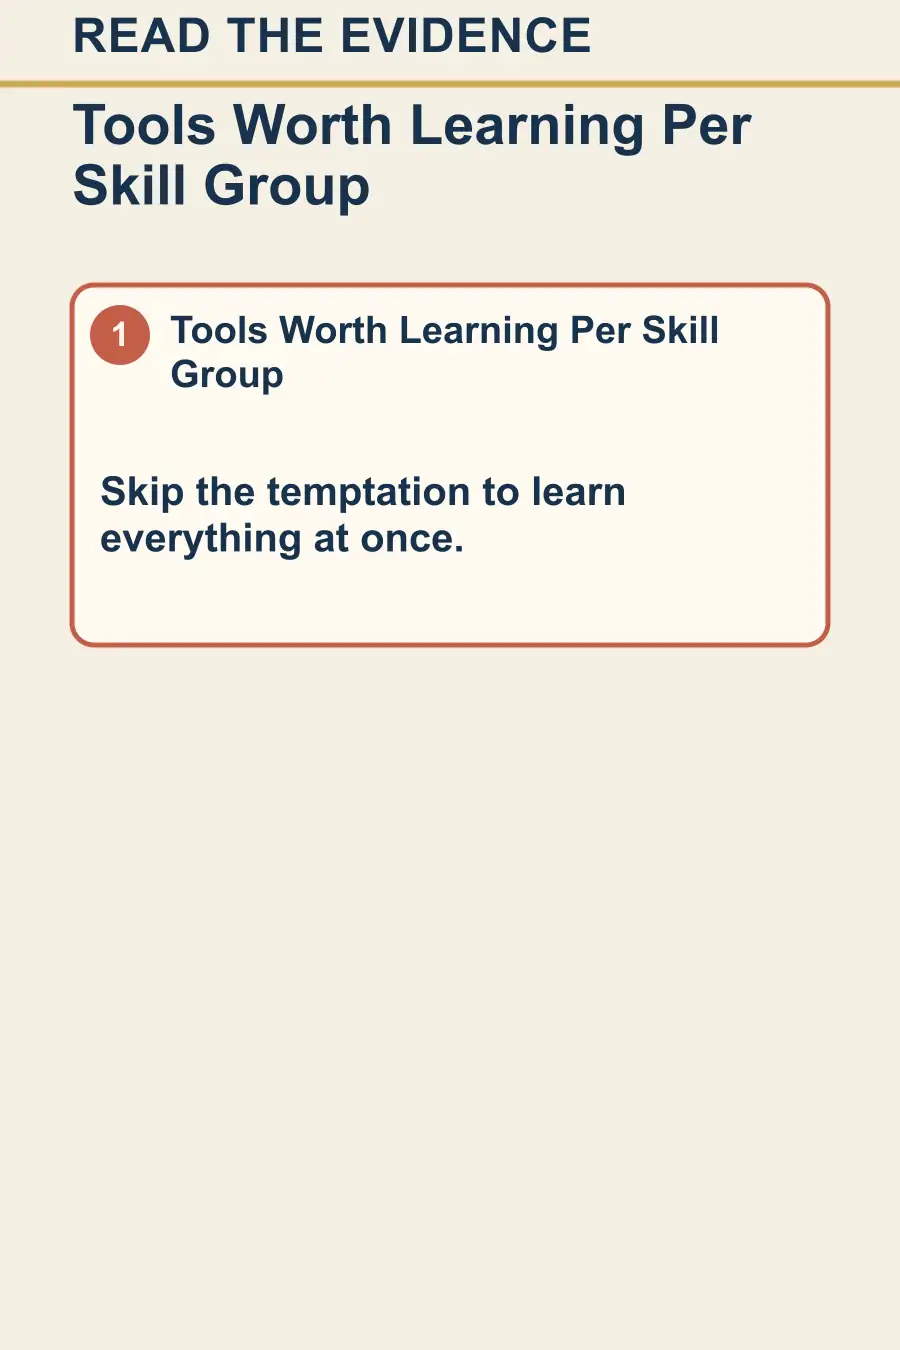 READ THE EVIDENCE
Tools Worth Learning Per
Skill Group
1
Tools Worth Learning Per Skill
Group
Skip the temptation to learn
everything at once.